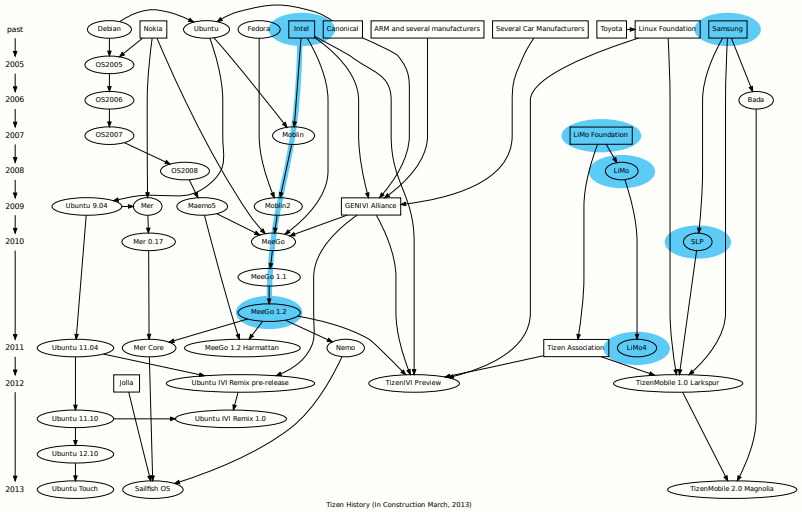 past Debian Nokia Ubuntu Fedora Intel Canonical ARM and several manufacturers Several Car Manufacturers Toyota Linux Foundation Samsung
2005 OS2005
2006 OS2006 Bada
2007 OS2007 Moblin LiMo Foundation
2008 OS2008 LiMo
2009 Ubuntu 9.04 Mer Maemo5 Moblin2 GENIVI Alliance
2010 Mer 0.17 MeeGo SLP
MeeGo 1.1
MeeGo 1.2
2011 Ubuntu 11.04 Mer Core MeeGo 1.2 Harmattan Nemo Tizen Association LiMo4
2012 Jolla Ubuntu IVI Remix pre-release TizenIVI Preview TizenMobile 1.0 Larkspur
Ubuntu 11.10 Ubuntu IVI Remix 1.0
Ubuntu 12.10
2013 Ubuntu Touch Sailfish OS TizenMobile 2.0 Magnolia
Tizen History (In Construction March, 2013)